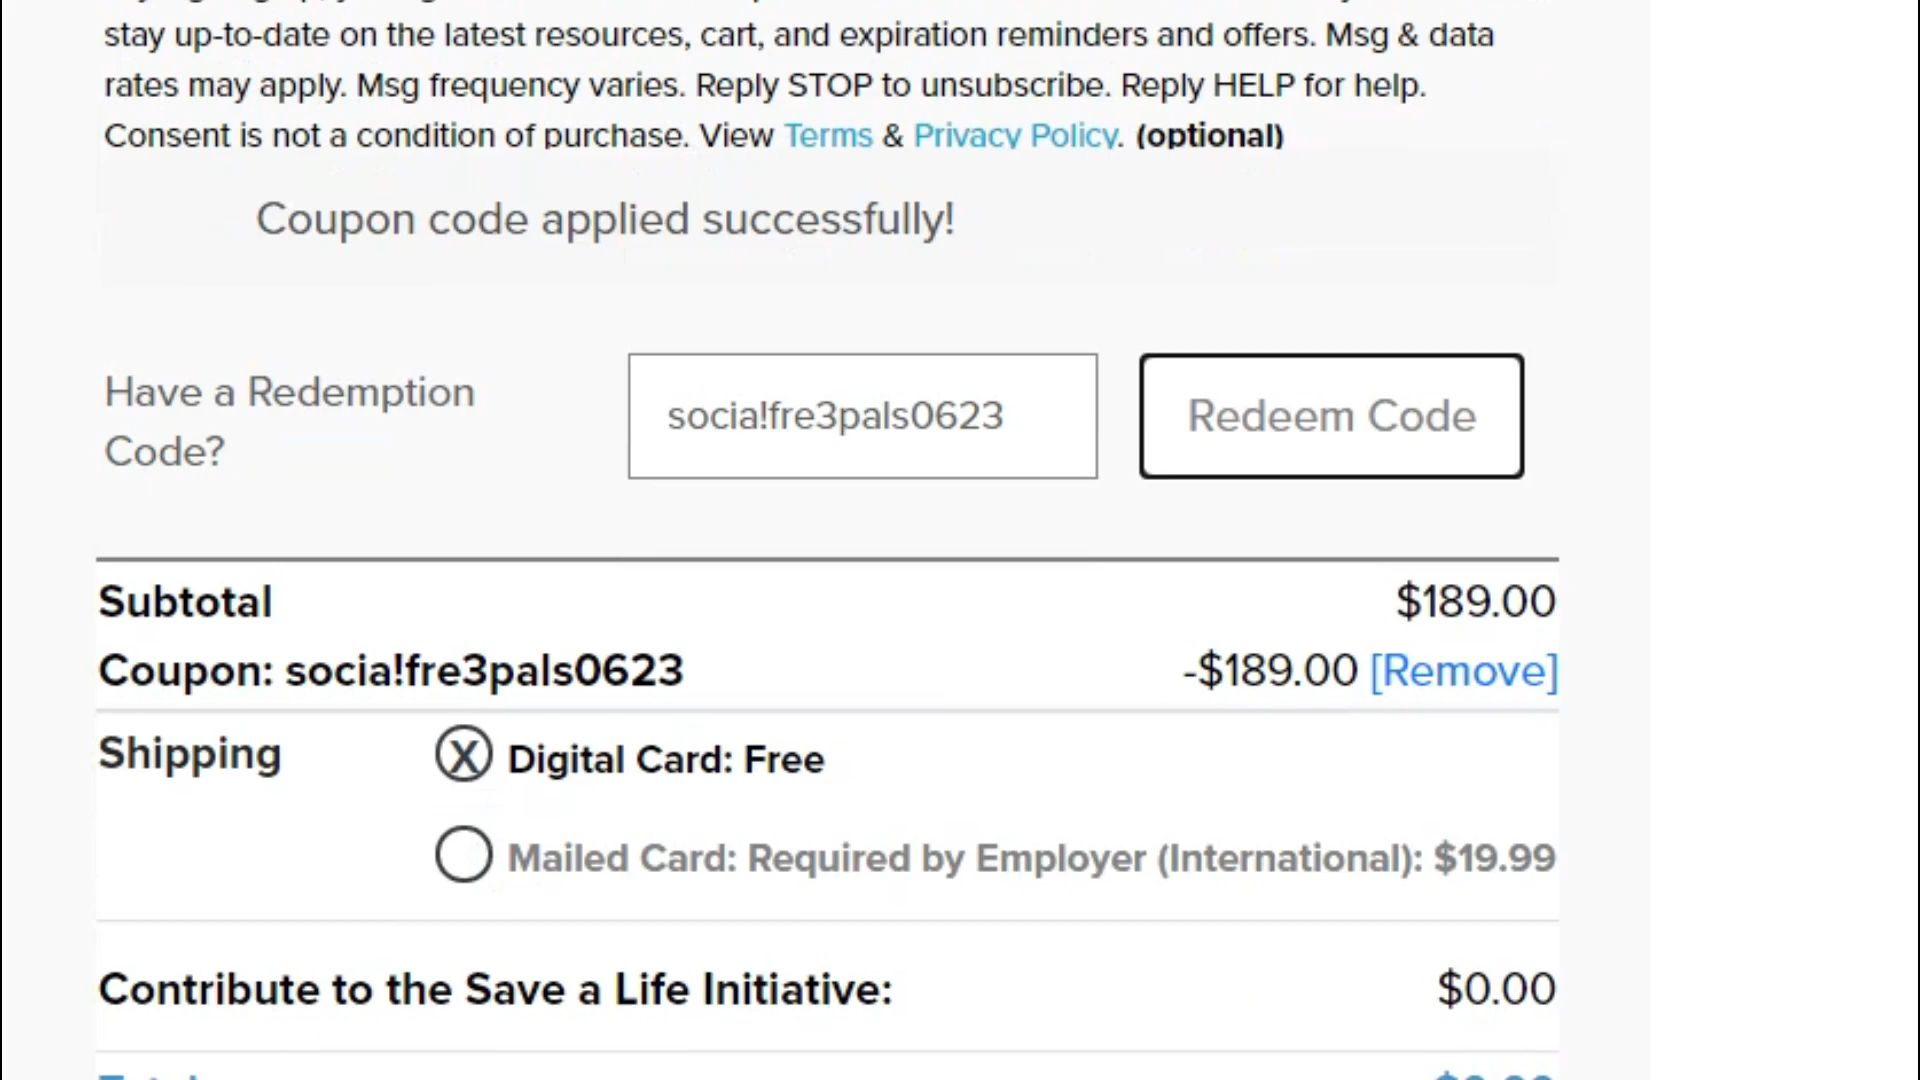 stay up-to-date on the latest resources, cart, and expiration reminders and offers. Msg & data
rates may apply. Msg frequency varies. Reply STOP to unsubscribe. Reply HELP for help.
Consent is not a condition of purchase. View Terms & Privacy Policy. (optional)
Coupon code applied successfully!
Have a Redemption
Code?
socia!fre3pals0623
Redeem Code
Subtotal $189.00
Coupon: socia!fre3pals0623 -$189.00 [Remove]
Shipping X Digital Card: Free
Mailed Card: Required by Employer (International): $19.99
Contribute to the Save a Life Initiative: $0.00